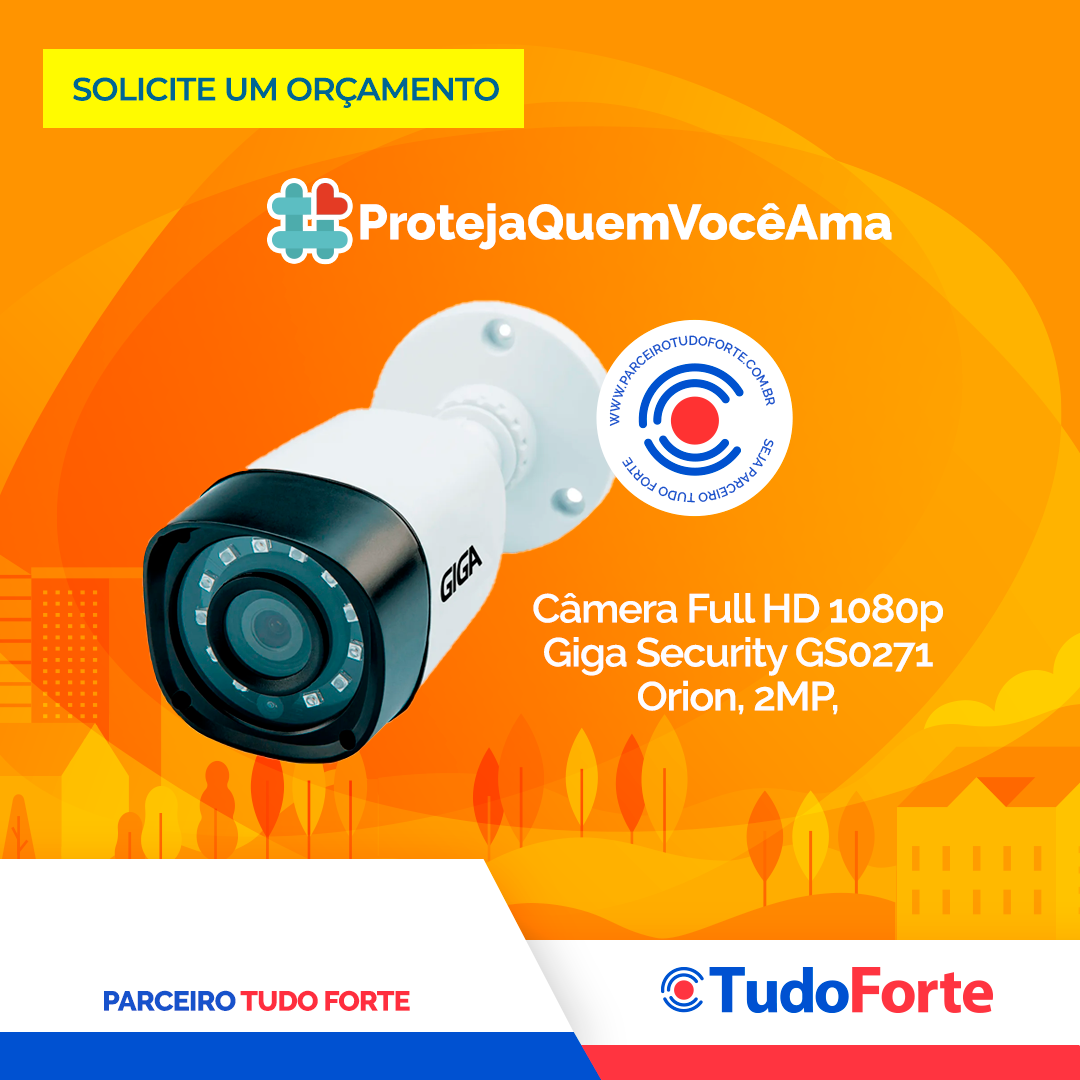 SOLICITE UM ORÇAMENTO
#ProtejaQuemVocêAma
WWW.PARCEIROTUDOFORTE.COM.BR
SEJA PARCEIRO TUDO FORTE
GIGA
Câmera Full HD 1080p
Giga Security GS0271
Orion, 2MP,
PARCEIRO TUDO FORTE
TudoForte